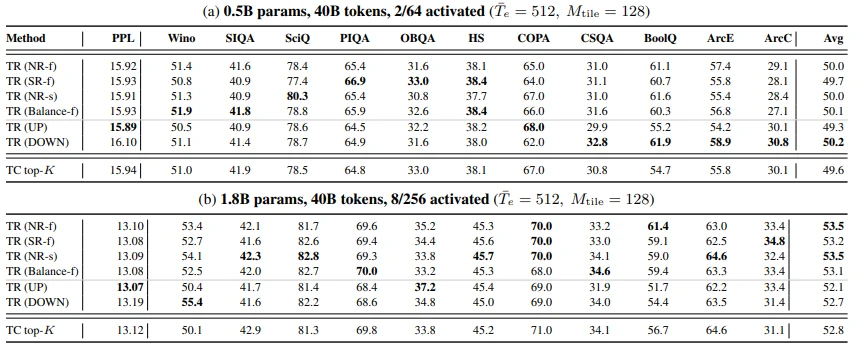 (a) 0.5B params, 40B tokens, 2/64 activated (T̄e = 512, Mtile = 128)
Method PPL Wino SIQA SciQ PIQA OBQA HS COPA CSQA BoolQ ArcE ArcC Avg
TR (NR-f) 15.92 51.4 41.6 78.4 65.4 31.6 38.1 65.0 31.0 61.1 57.4 29.1 50.0
TR (SR-f) 15.93 50.8 40.9 77.4 66.9 33.0 38.4 64.0 31.1 60.7 55.8 28.1 49.7
TR (NR-s) 15.91 51.3 40.9 80.3 65.4 30.8 37.7 67.0 31.0 61.6 55.4 28.4 50.0
TR (Balance-f) 15.93 51.9 41.8 78.8 65.9 32.6 38.4 66.0 31.6 60.3 56.8 27.1 50.1
TR (UP) 15.89 50.5 40.9 78.6 64.5 32.2 38.2 68.0 29.9 55.2 54.2 30.1 49.3
TR (DOWN) 16.10 51.1 41.4 78.7 64.9 31.6 38.0 62.0 32.8 61.9 58.9 30.8 50.2
TC top-K 15.94 51.0 41.9 78.5 64.8 33.0 38.1 67.0 30.8 54.7 55.8 30.1 49.6
(b) 1.8B params, 40B tokens, 8/256 activated (T̄e = 512, Mtile = 128)
TR (NR-f) 13.10 53.4 42.1 81.7 69.6 35.2 45.3 70.0 33.2 61.4 63.0 33.4 53.5
TR (SR-f) 13.08 52.7 41.6 82.6 69.4 34.4 45.6 70.0 33.0 59.1 62.5 34.8 53.2
TR (NR-s) 13.09 54.1 42.3 82.8 69.3 33.8 45.7 70.0 34.1 59.0 64.6 32.4 53.5
TR (Balance-f) 13.08 52.5 42.0 82.7 70.0 33.2 45.3 68.0 34.6 59.4 63.3 33.4 53.1
TR (UP) 13.07 50.4 41.7 81.4 68.4 37.2 45.4 69.0 31.9 51.7 62.2 33.4 52.1
TR (DOWN) 13.19 55.4 41.6 82.2 68.6 34.8 45.0 69.0 34.0 54.4 63.5 31.4 52.7
TC top-K 13.12 50.1 42.9 81.3 69.8 33.8 45.2 71.0 34.1 56.7 64.6 31.1 52.8